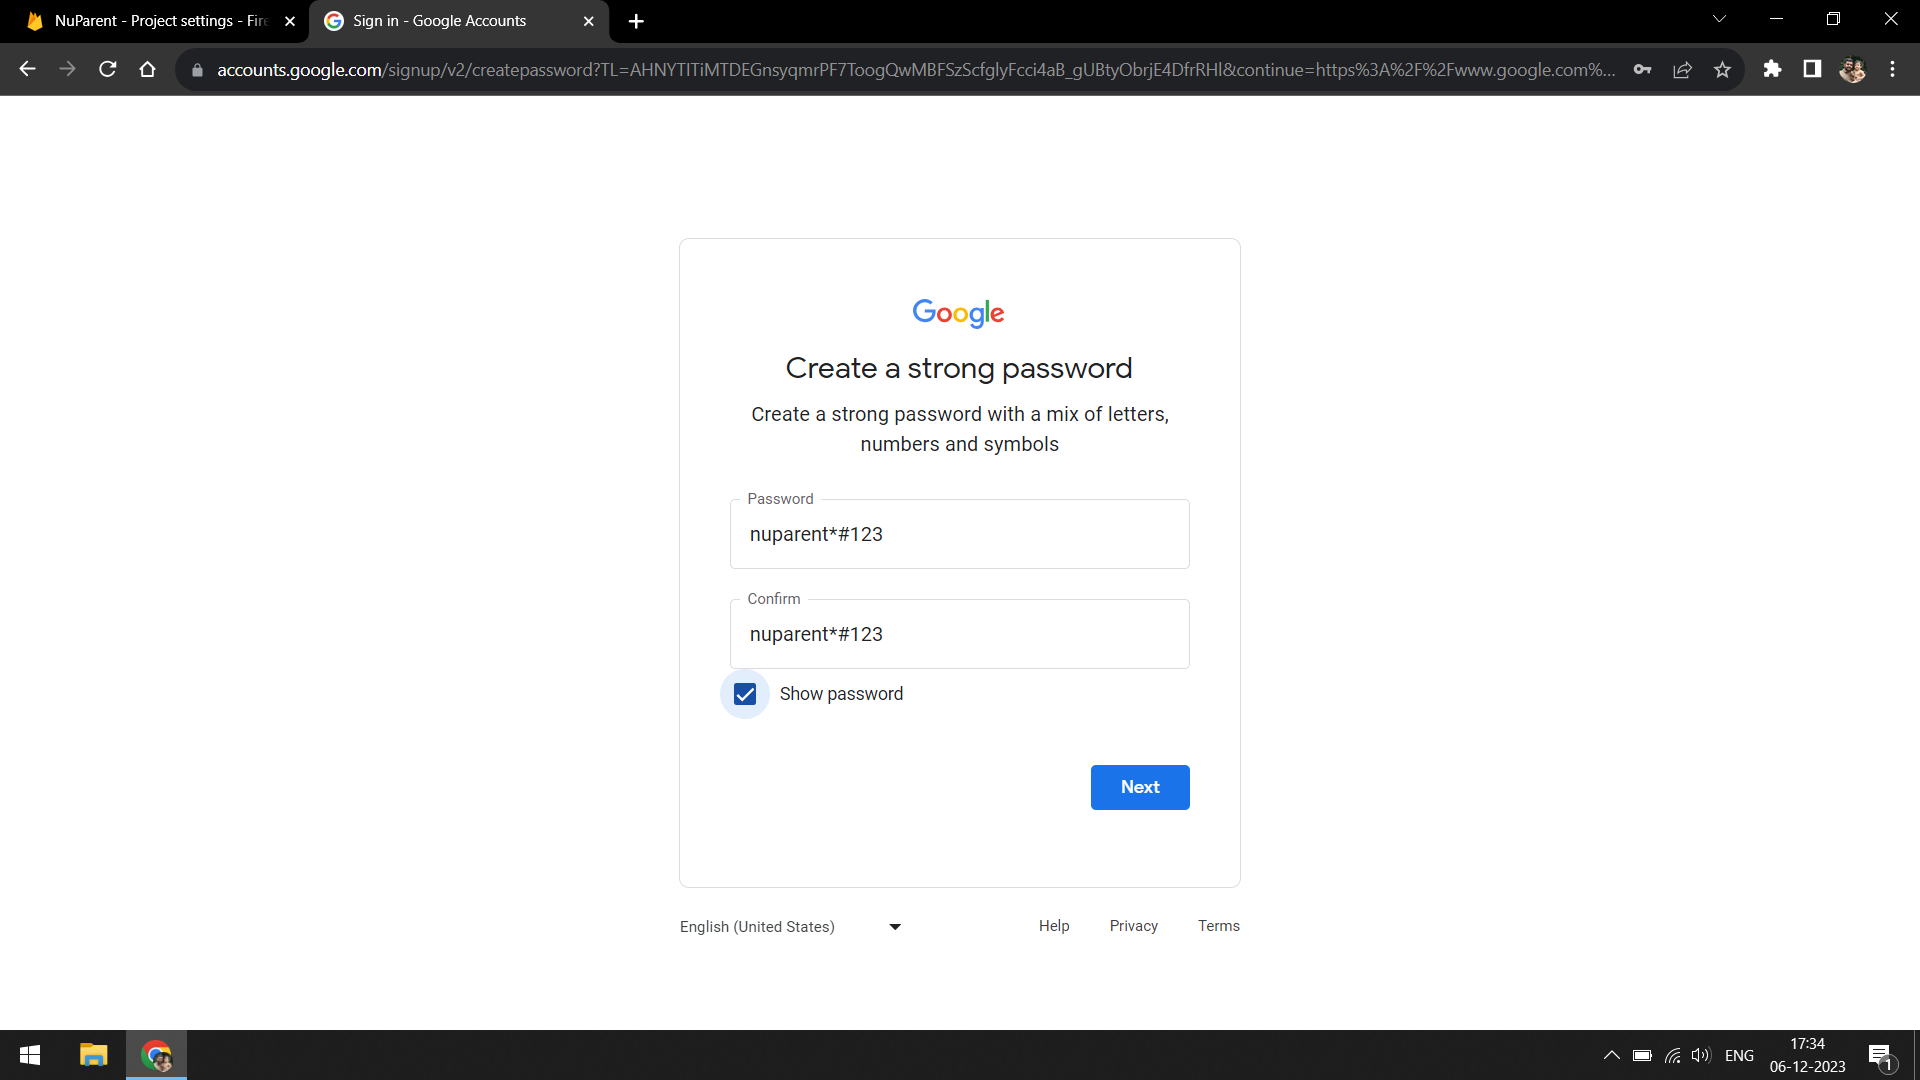 NuParent - Project settings - Fire
Sign in - Google Accounts
accounts.google.com/signup/v2/createpassword?TL=AHNYTITiMTDEGnsyqmrPF7ToogQwMBFSzScfglyFcci4aB_gUBtyObrjE4DfrRHl&continue=https%3A%2F%2Fwww.google.com%...
Google
Create a strong password
Create a strong password with a mix of letters,
numbers and symbols
Password
nuparent*#123
Confirm
nuparent*#123
Show password
Next
English (United States)
Help
Privacy
Terms
ENG
17:34
06-12-2023
1